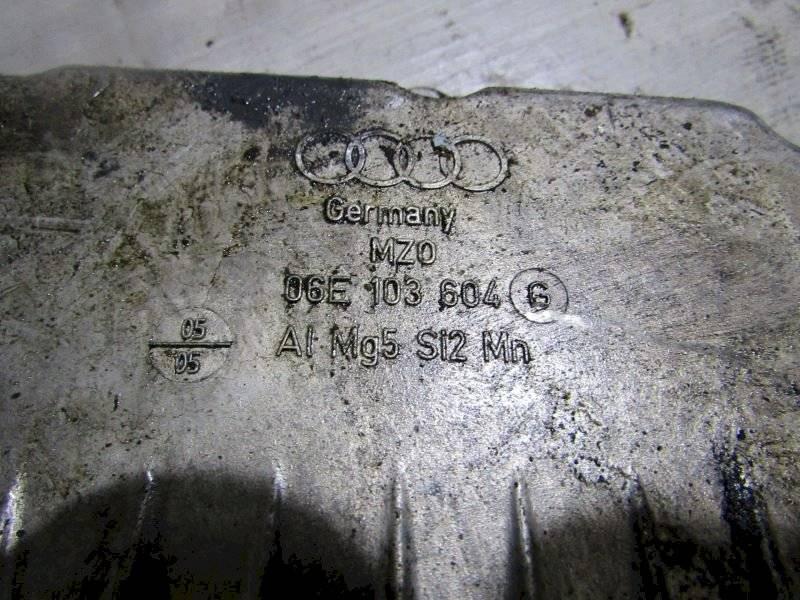 Germany
MZO
06E 103 604 G
05
05
Al Mg5 Si2 Mn